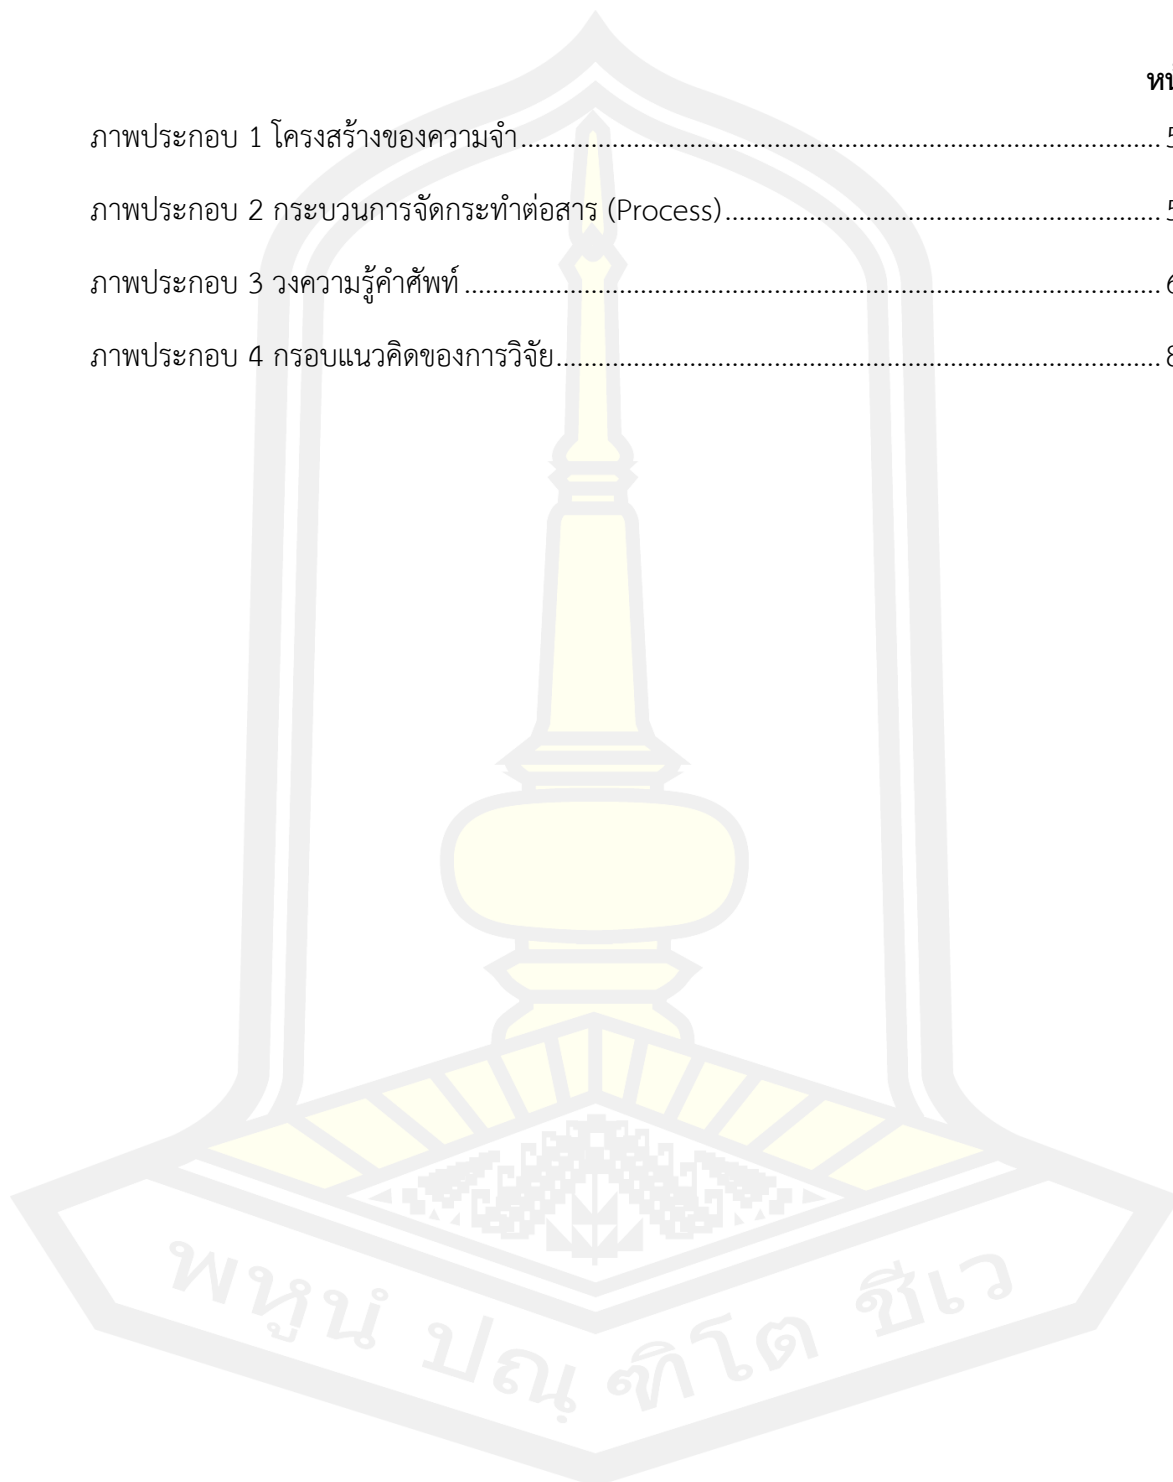 ภาพประกอบ 1 โครงสร้างของความจำ........................................................................................... 5
ภาพประกอบ 2 กระบวนการจัดกระทำต่อสาร (Process).............................................................. 5
ภาพประกอบ 3 วงความรู้คำศัพท์.................................................................................................... 6
ภาพประกอบ 4 กรอบแนวคิดของการวิจัย...................................................................................... 8
พหูนํ ปณฺฑิโต ชีเว